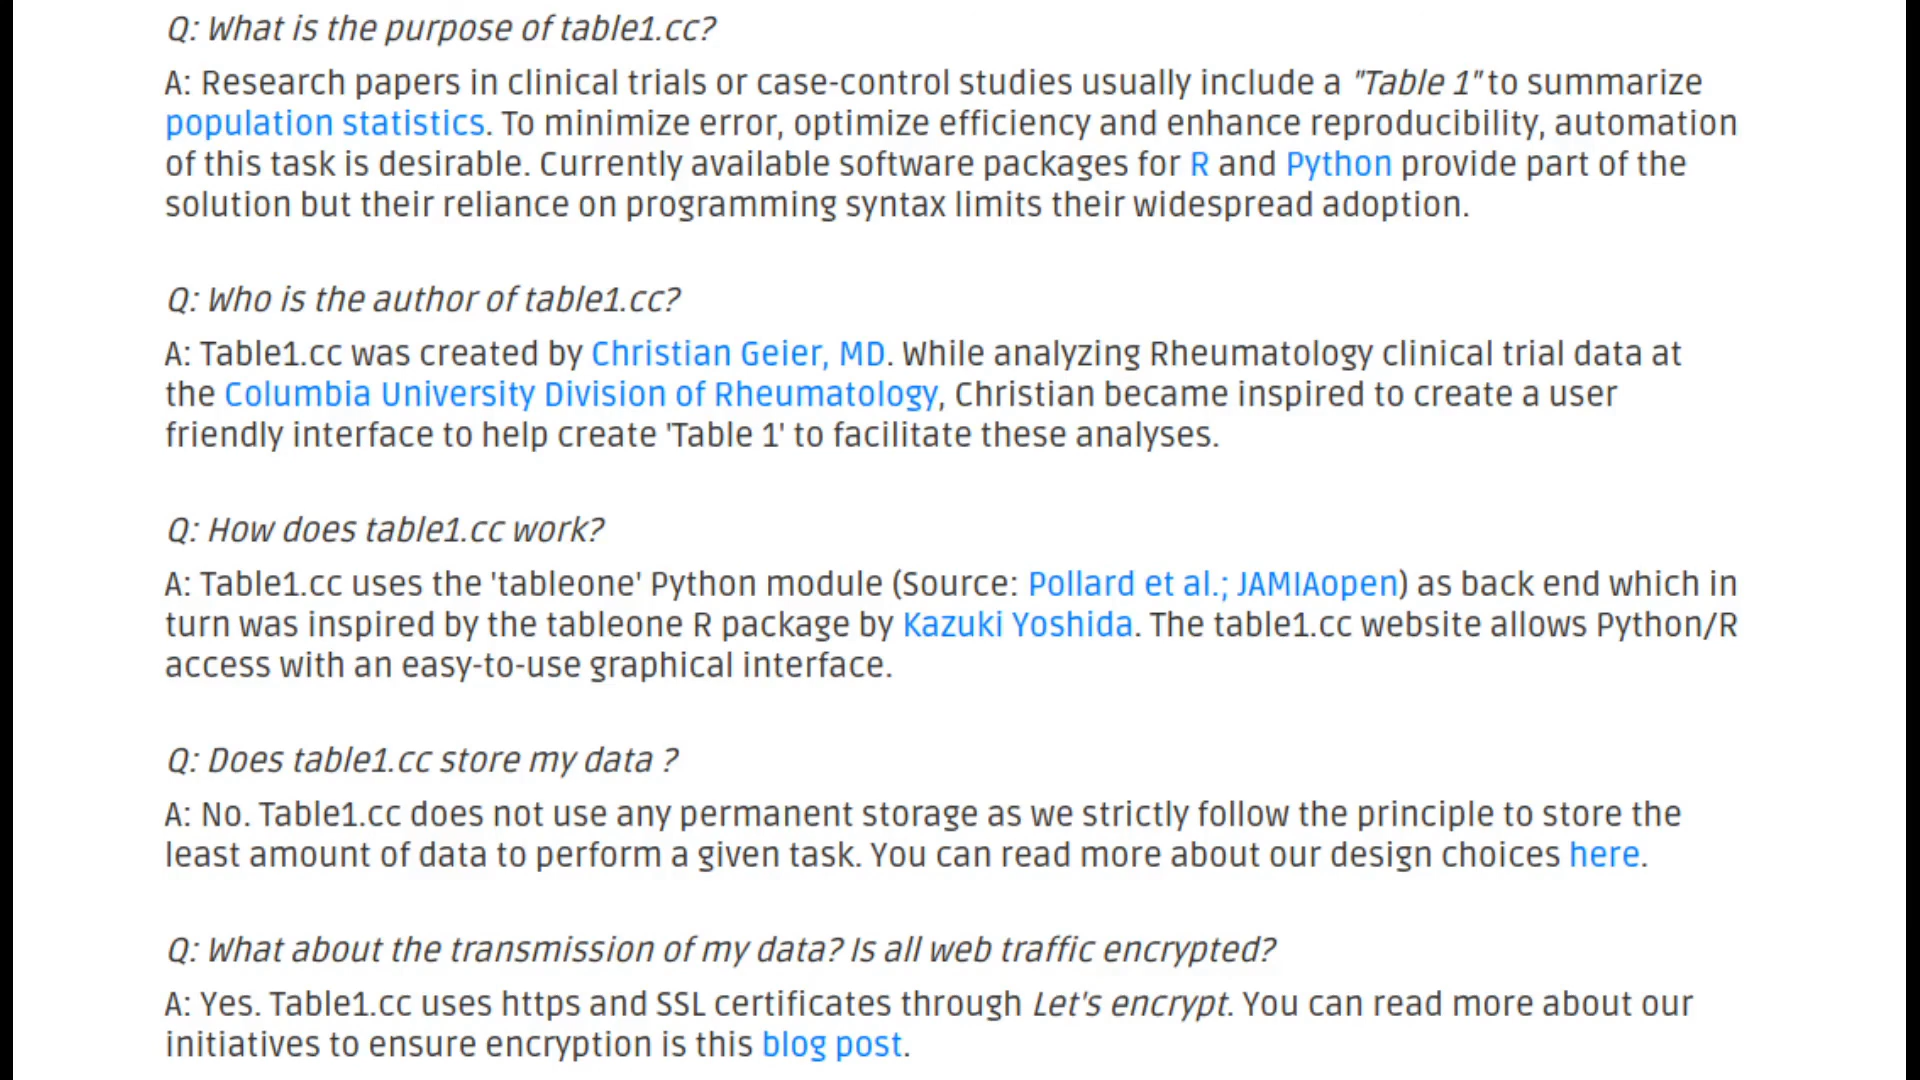 Q: What is the purpose of table1.cc?
A: Research papers in clinical trials or case-control studies usually include a "Table 1" to summarize
population statistics. To minimize error, optimize efficiency and enhance reproducibility, automation
of this task is desirable. Currently available software packages for R and Python provide part of the
solution but their reliance on programming syntax limits their widespread adoption.
Q: Who is the author of table1.cc?
A: Table1.cc was created by Christian Geier, MD. While analyzing Rheumatology clinical trial data at
the Columbia University Division of Rheumatology, Christian became inspired to create a user
friendly interface to help create 'Table 1' to facilitate these analyses.
Q: How does table1.cc work?
A: Table1.cc uses the 'tableone' Python module (Source: Pollard et al.; JAMIAopen) as back end which in
turn was inspired by the tableone R package by Kazuki Yoshida. The table1.cc website allows Python/R
access with an easy-to-use graphical interface.
Q: Does table1.cc store my data ?
A: No. Table1.cc does not use any permanent storage as we strictly follow the principle to store the
least amount of data to perform a given task. You can read more about our design choices here.
Q: What about the transmission of my data? Is all web traffic encrypted?
A: Yes. Table1.cc uses https and SSL certificates through Let's encrypt. You can read more about our
initiatives to ensure encryption is this blog post.